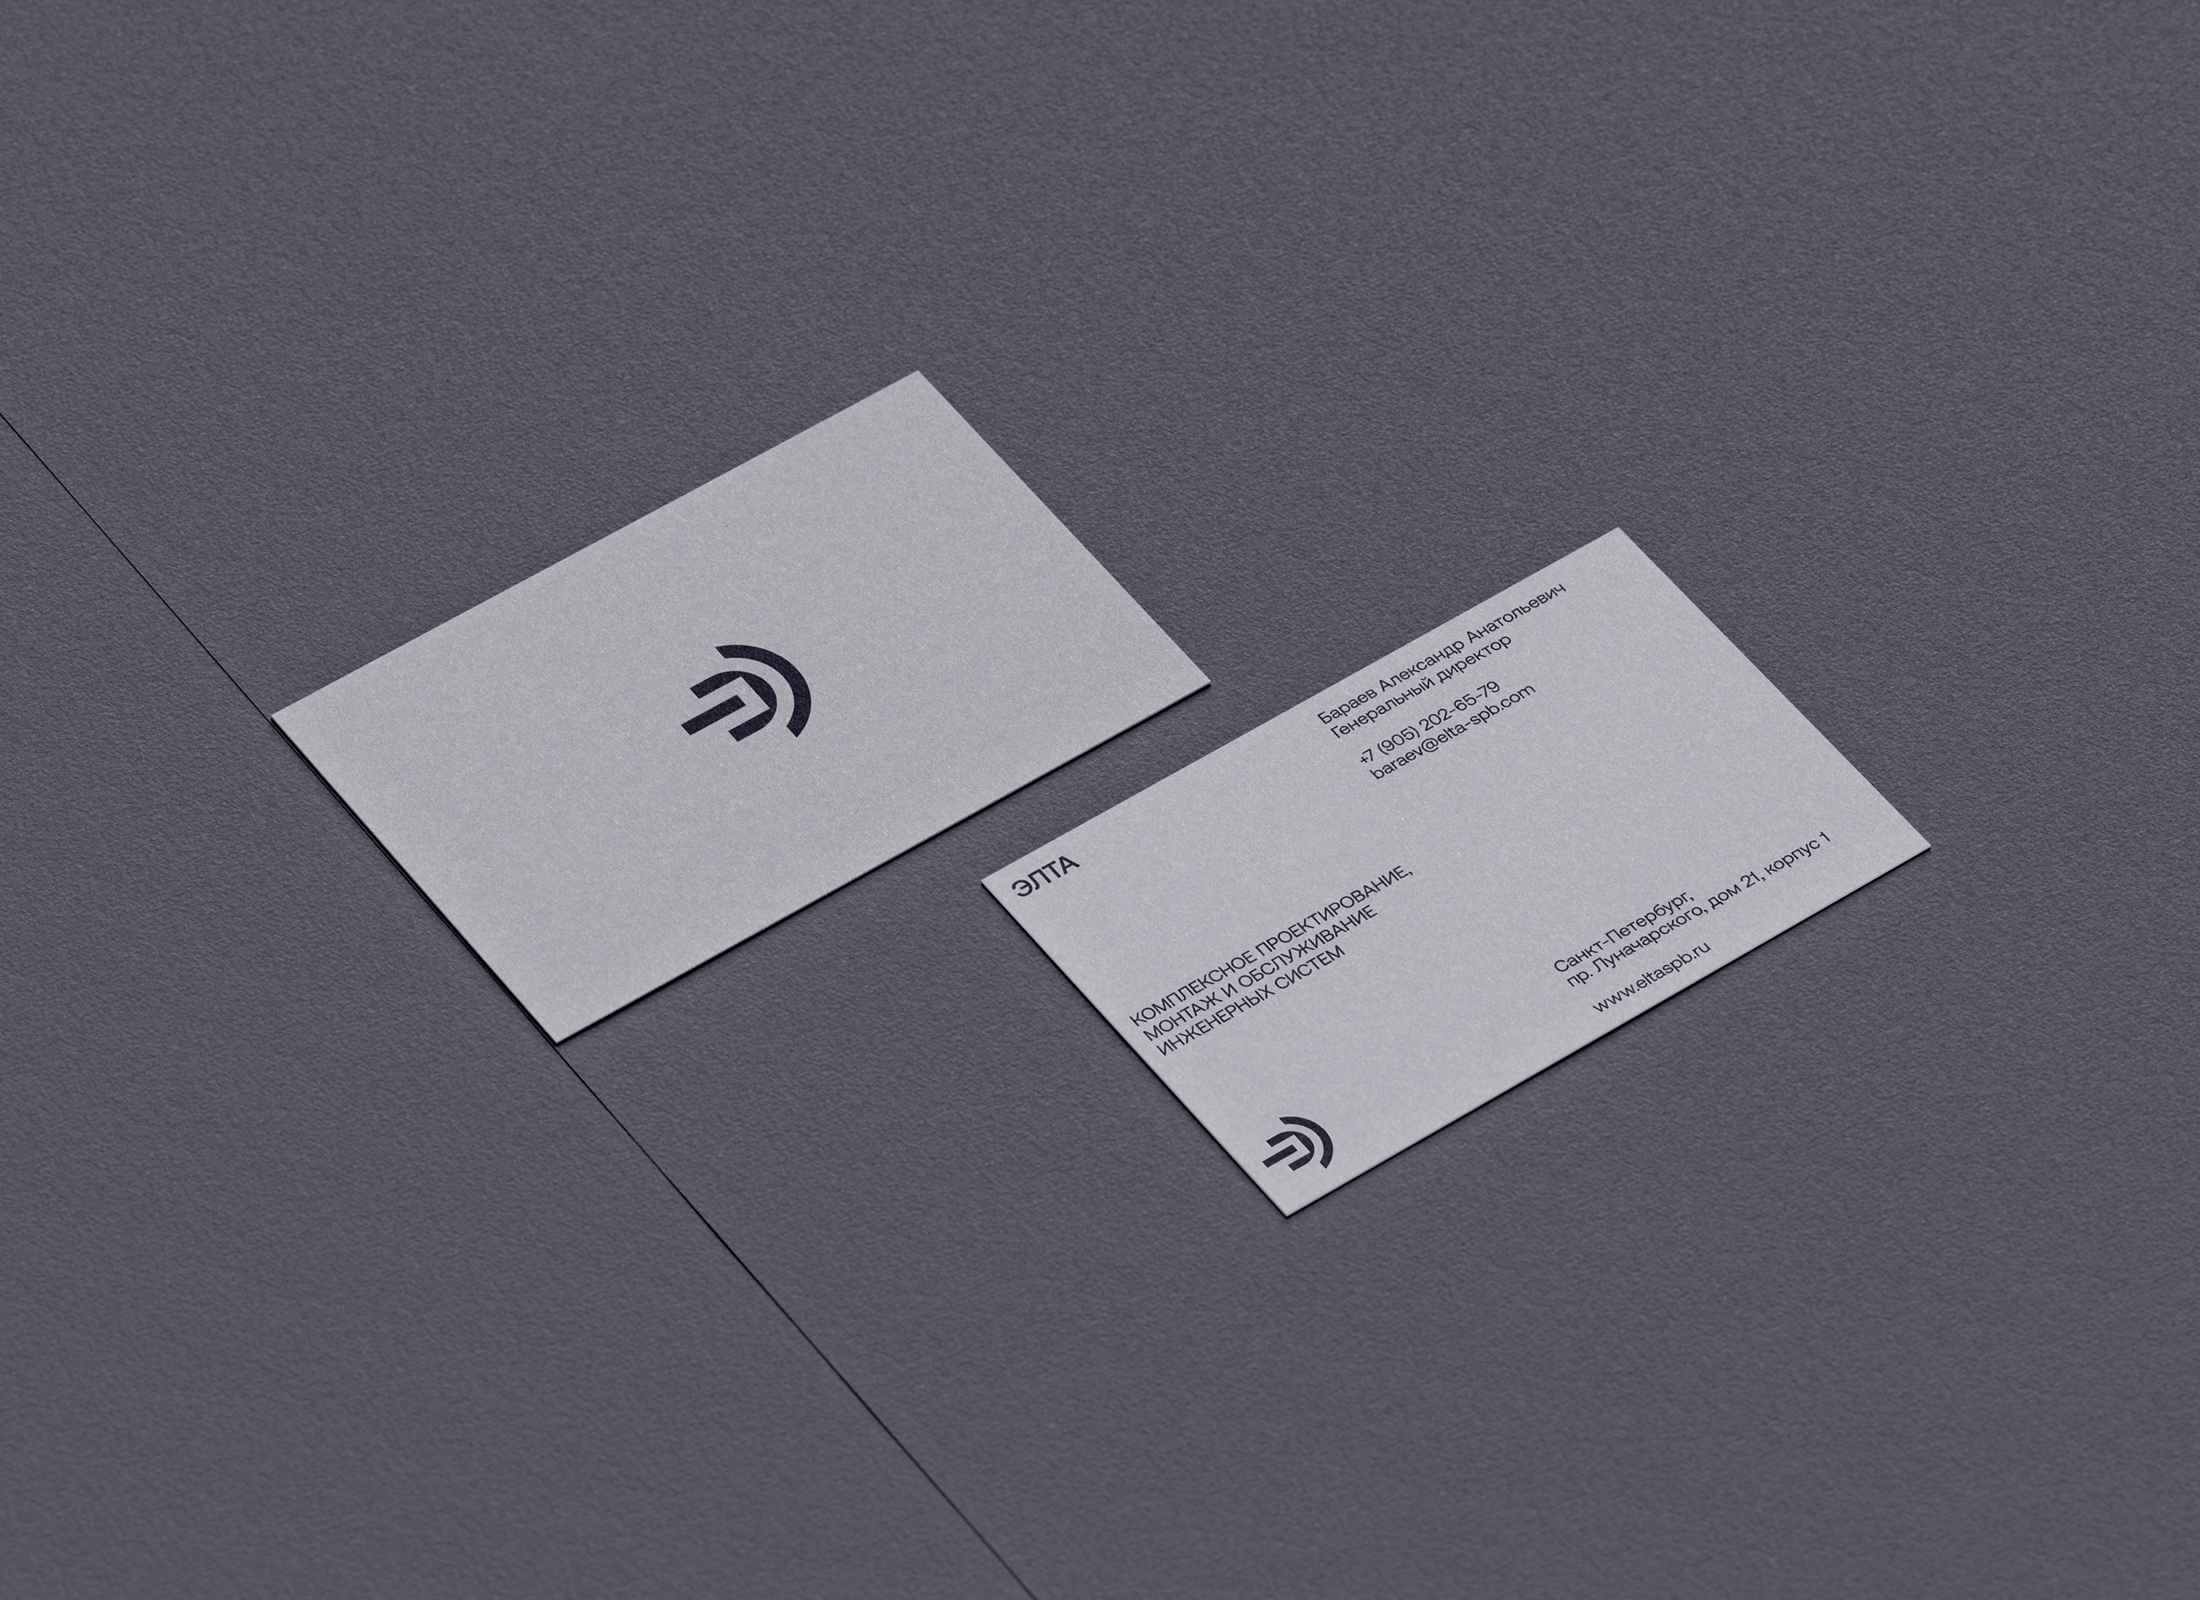 ЭЛТА
Бараев Александр Анатольевич
Генеральный директор
+7 (905) 202-65-79
baraev@elta-spb.com
КОМПЛЕКСНОЕ ПРОЕКТИРОВАНИЕ,
МОНТАЖ И ОБСЛУЖИВАНИЕ
ИНЖЕНЕРНЫХ СИСТЕМ
Санкт-Петербург,
пр. Луначарского, дом 21, корпус 1
www.eltaspb.ru